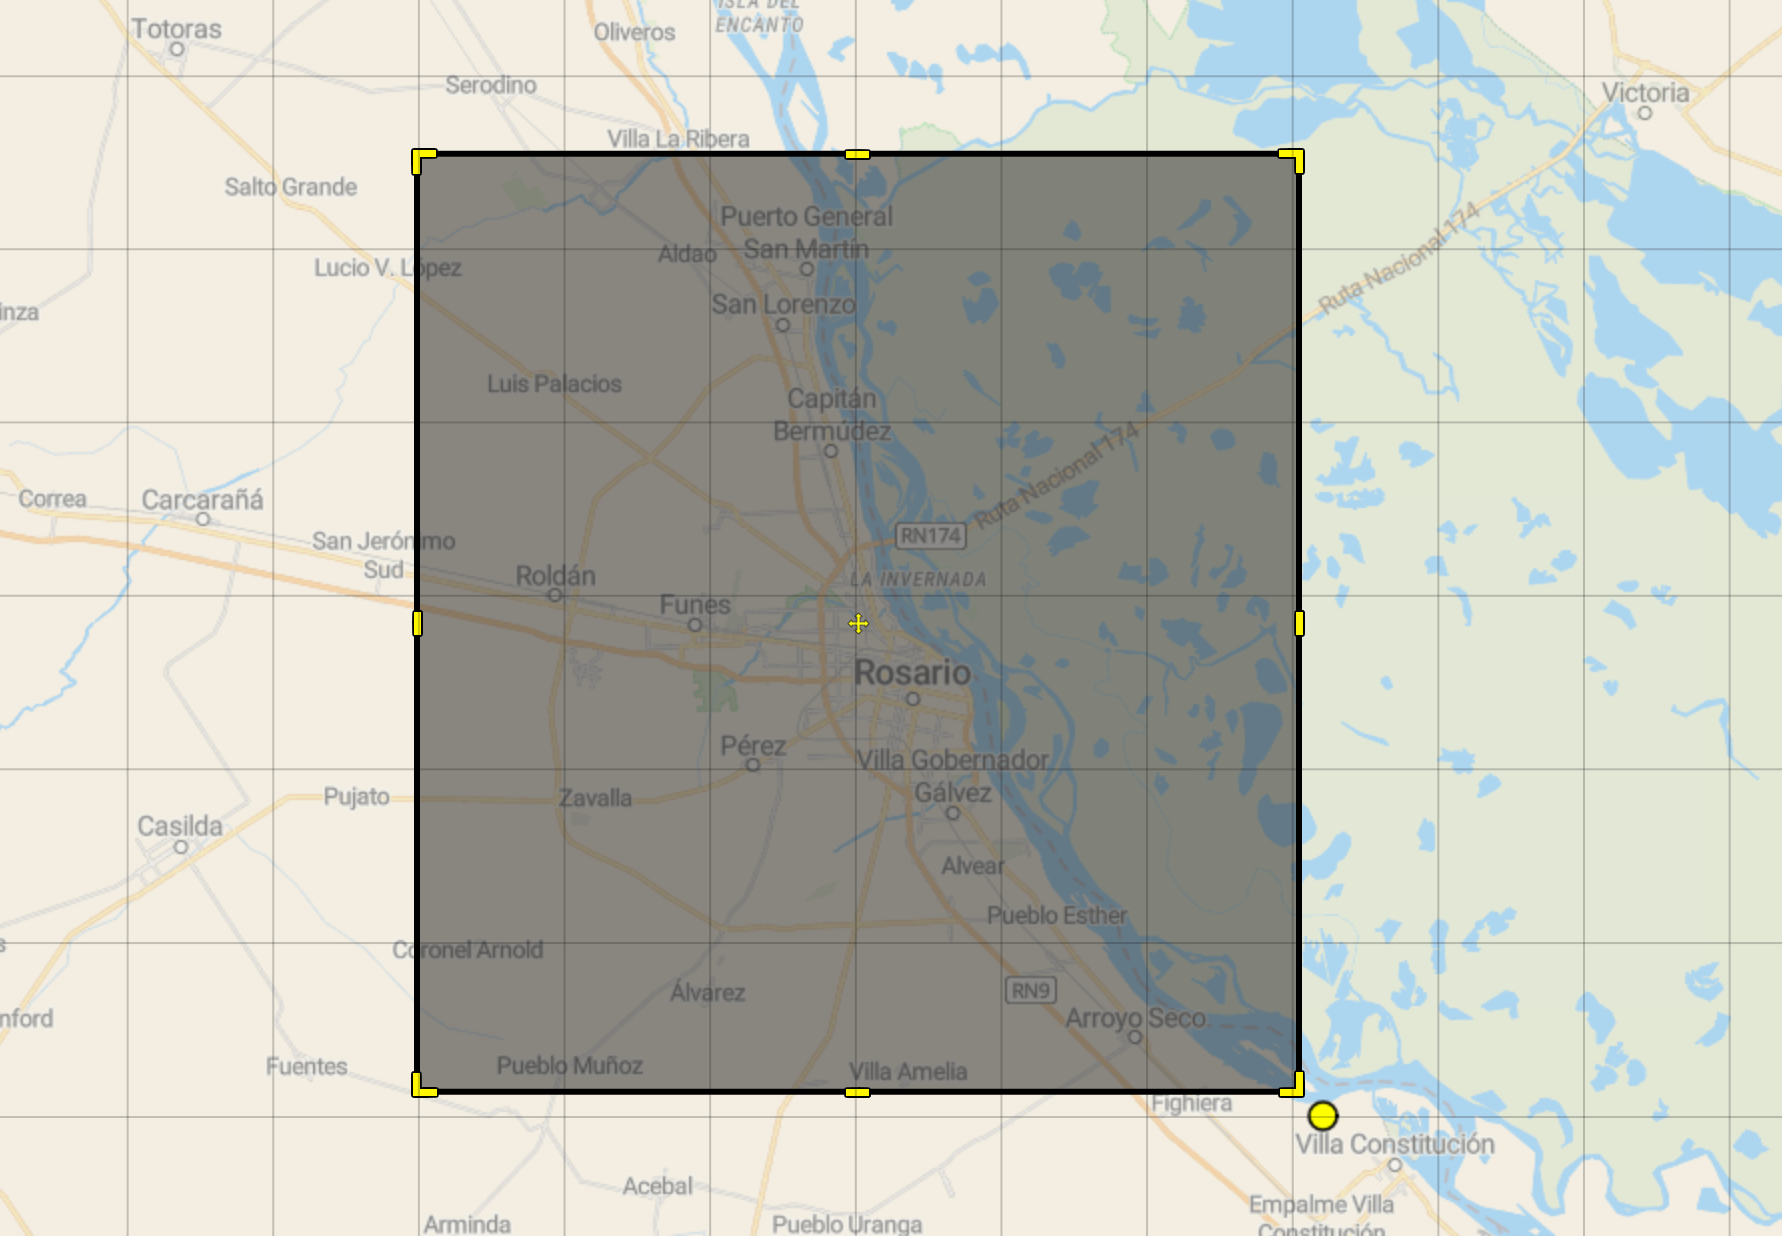 ISLA DEL
ENCANTO
Totoras
Oliveros
Serodino
Victoria
Villa La Ribera
Salto Grande
Puerto General
San Martín
Aldao
Lucio V. López
Ruta Nacional 174
inza
San Lorenzo
Luis Palacios
Capitán
Bermúdez
Ruta Nacional 174
Correa
Carcarañá
RN174
San Jerónimo
Sud
Roldán
LA INVERNADA
Funes
Rosario
Pérez
Villa Gobernador
Gálvez
Pujato
Zavalla
Casilda
Alvear
Pueblo Esther
s
Coronel Arnold
Álvarez
RN9
nford
Arroyo Seco
Fuentes
Pueblo Muñoz
Villa Amelia
Fighiera
Villa Constitución
Acebal
Empalme Villa
Constitución
Arminda
Pueblo Uranga